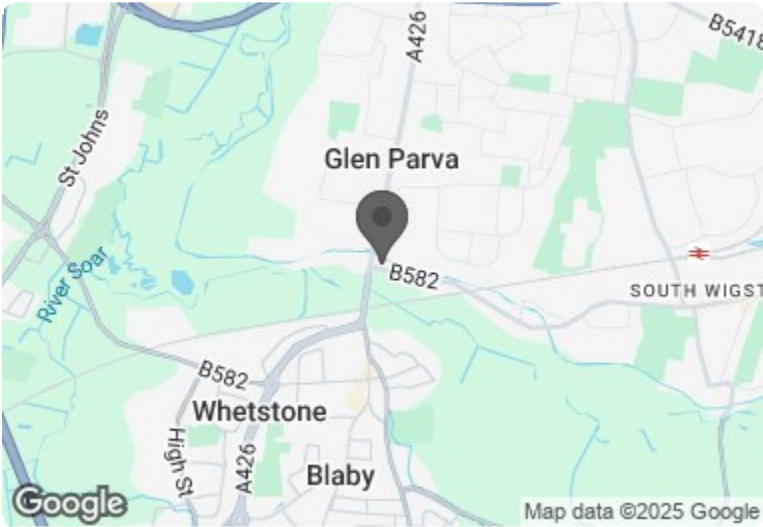 A426
B5418
St Johns
Glen Parva
River Soar
B582
SOUTH WIGST
B582
Whetstone
High St
A426
Blaby
Google
Map data ©2025 Google